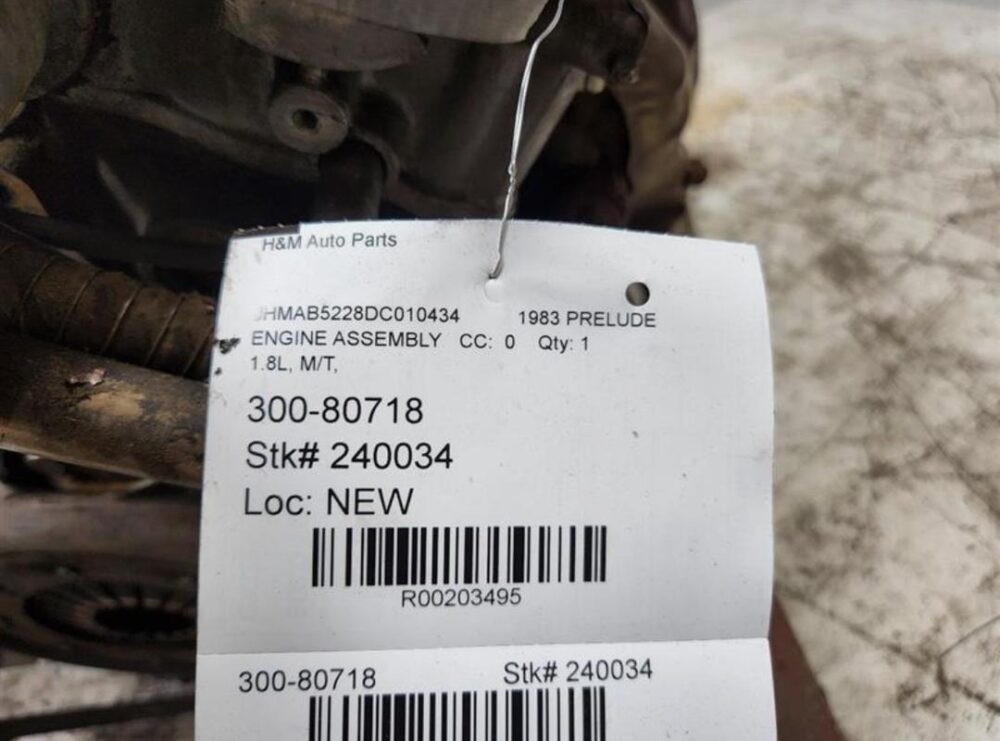 H&M Auto Parts
JHMAB5228DC010434 1983 PRELUDE
ENGINE ASSEMBLY CC: 0 Qty: 1
1.8L, M/T,
300-80718
Stk# 240034
Loc: NEW
R00203495
300-80718 Stk# 240034